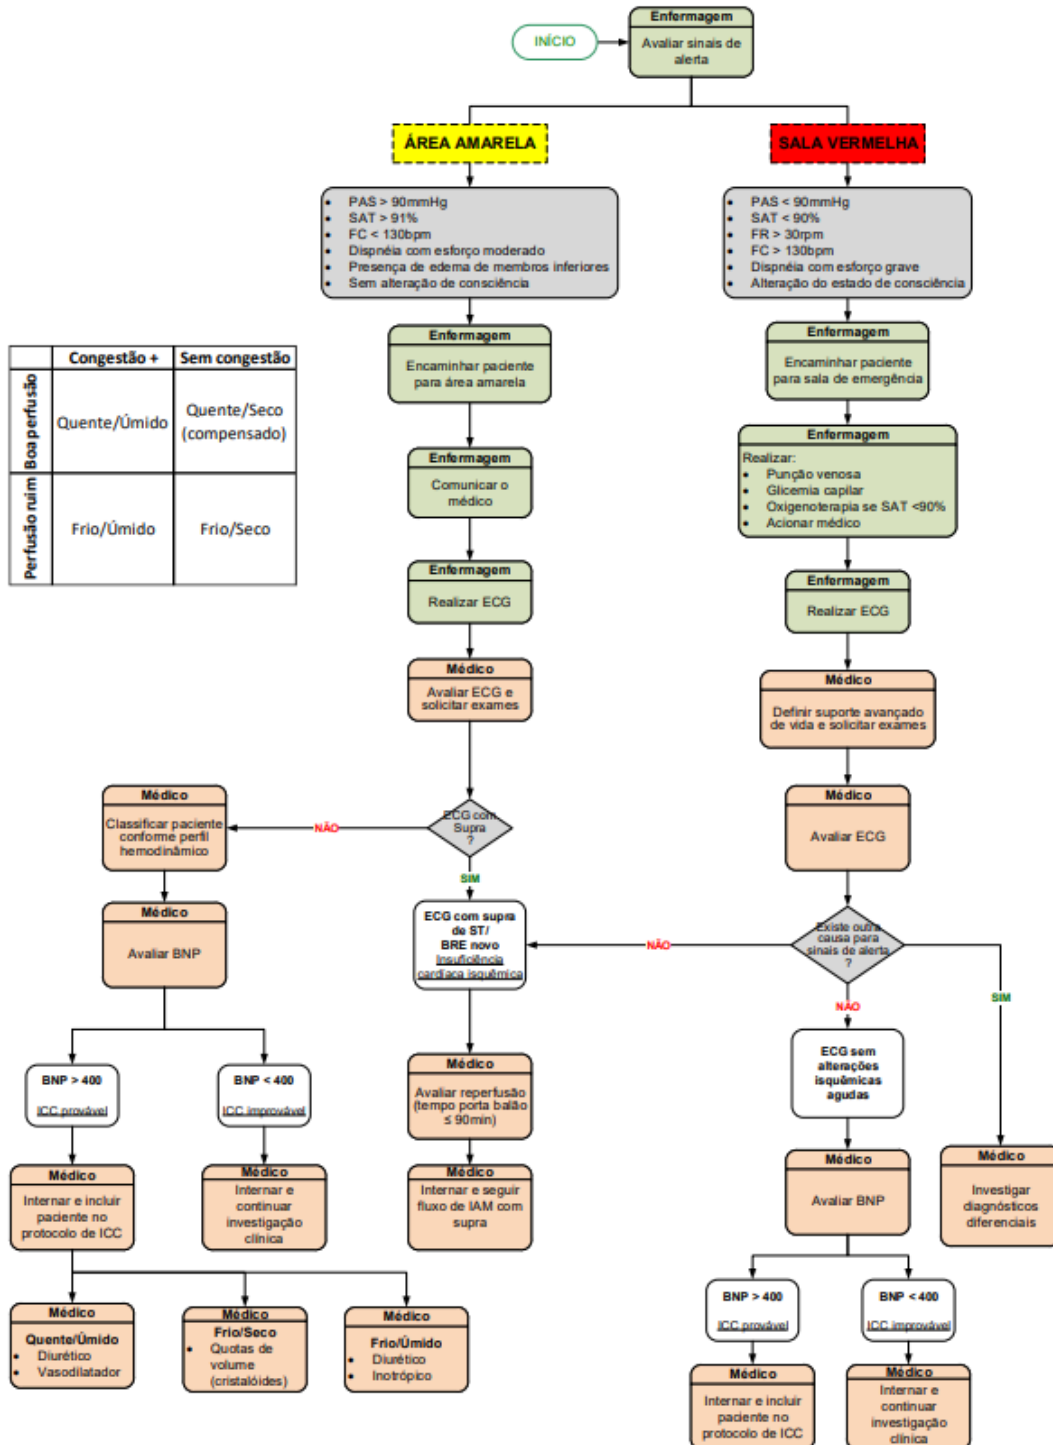 Enfermagem
INÍCIO
Avaliar sinais de
alerta
ÁREA AMARELA
SALA VERMELHA
• PAS > 90mmHg
• SAT > 91%
• FC < 130bpm
• Dispnéia com esforço moderado
• Presença de edema de membros inferiores
• Sem alteração de consciência
• PAS < 90mmHg
• SAT < 90%
• FR > 30rpm
• FC > 130bpm
• Dispnéia com esforço grave
• Alteração do estado de consciência
Congestão +
Sem congestão
Boa perfusão
Quente/Úmido
Quente/Seco
(compensado)
Perfusão ruim
Frio/Úmido
Frio/Seco
Enfermagem
Encaminhar paciente
para área amarela
Enfermagem
Comunicar o
médico
Enfermagem
Realizar ECG
Médico
Avaliar ECG e
solicitar exames
Enfermagem
Encaminhar paciente
para sala de emergência
Enfermagem
Realizar:
• Punção venosa
• Glicemia capilar
• Oxigenoterapia se SAT <90%
• Acionar médico
Enfermagem
Realizar ECG
Médico
Definir suporte avançado
de vida e solicitar exames
Médico
Avaliar ECG
ECG com
Supra
?
NÃO
SIM
Médico
Classificar paciente
conforme perfil
hemodinâmico
Médico
Avaliar BNP
BNP > 400
ICC provável
BNP < 400
ICC improvável
Médico
Internar e incluir
paciente no
protocolo de ICC
Médico
Internar e
continuar
investigação
clínica
Médico
Quente/Úmido
• Diurético
• Vasodilatador
Médico
Frio/Seco
• Quotas de
volume
(cristalóides)
Médico
Frio/Úmido
• Diurético
• Inotrópico
ECG com supra
de ST/
BRE novo
Insuficiência
cardíaca isquêmica
Médico
Avaliar reperfusão
(tempo porta balão
≤ 90min)
Médico
Internar e seguir
fluxo de IAM com
supra
Existe outra
causa para
sinais de alerta
?
NÃO
NÃO
SIM
ECG sem
alterações
isquêmicas
agudas
Médico
Avaliar BNP
Médico
Investigar
diagnósticos
diferenciais
BNP > 400
ICC provável
BNP < 400
ICC improvável
Médico
Internar e incluir
paciente no
protocolo de ICC
Médico
Internar e
continuar
investigação
clínica